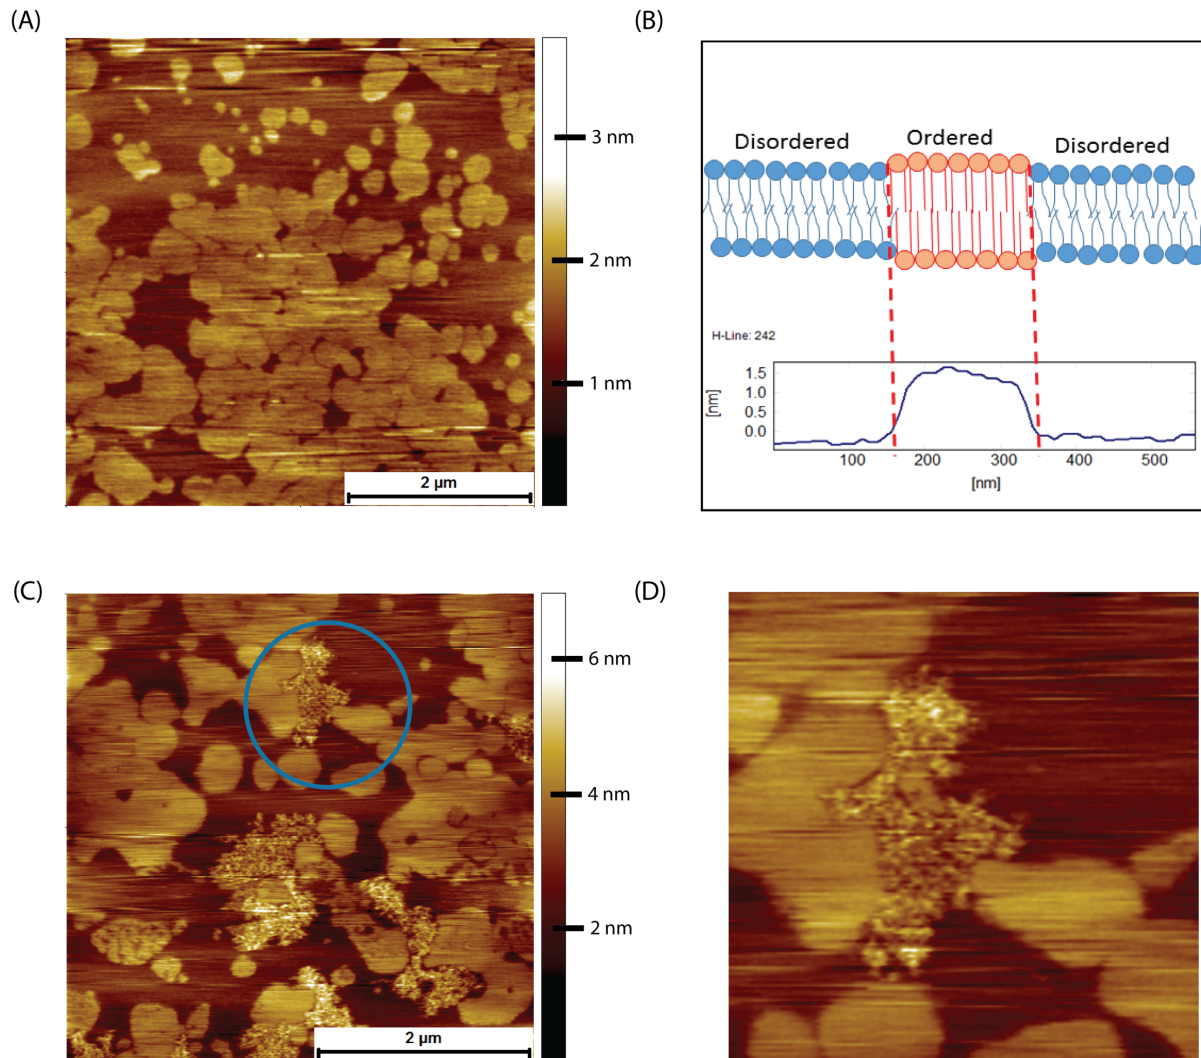 (A)
3 nm
2 nm
1 nm
2 µm
(B)
Disordered
Ordered
Disordered
H-Line: 242
1.5
1.0
0.5
0.0
[nm]
100 200 300 400 500
[nm]
(C)
6 nm
4 nm
2 nm
2 µm
(D)